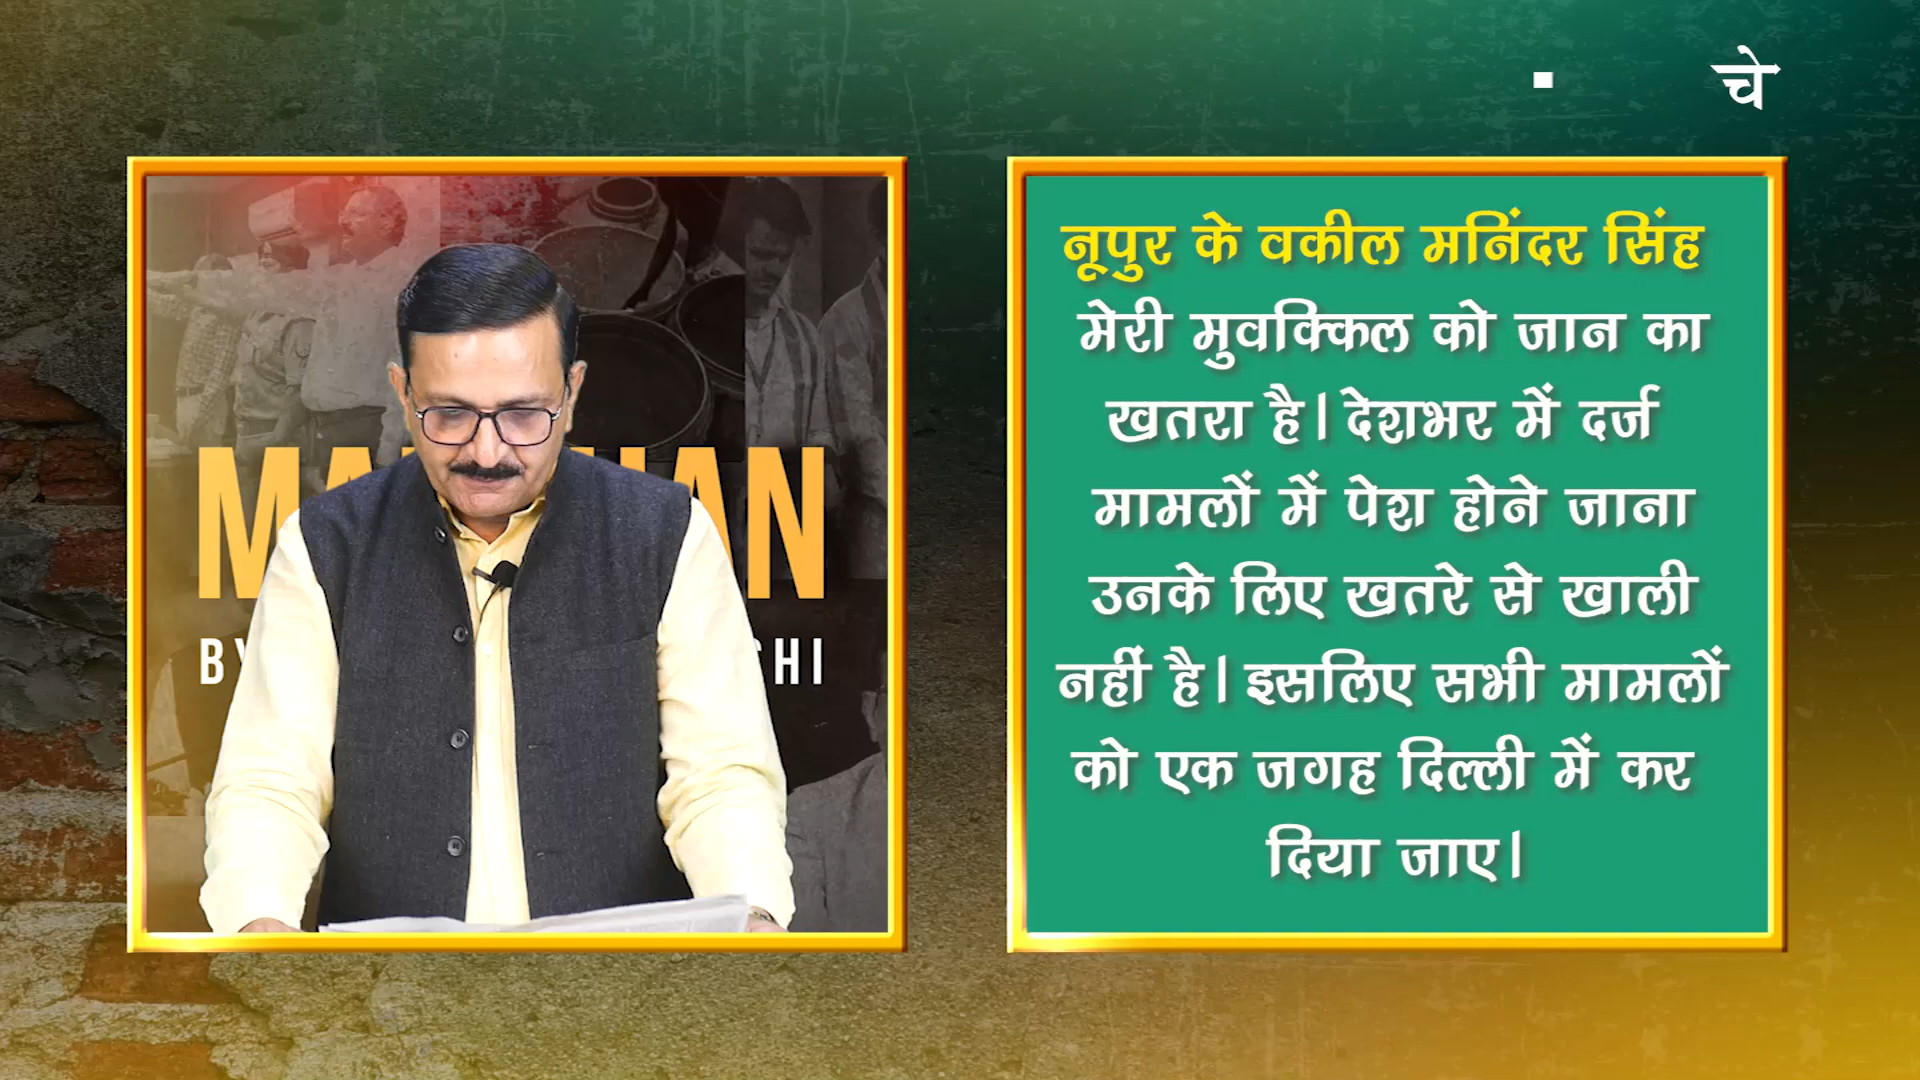 चे
नूपुर के वकील मनिंदर सिंह
मेरी मुवक्किल को जान का
खतरा है। देशभर में दर्ज
मामलों में पेश होने जाना
उनके लिए खतरे से खाली
नहीं है। इसलिए सभी मामलों
को एक जगह दिल्ली में कर
दिया जाए।